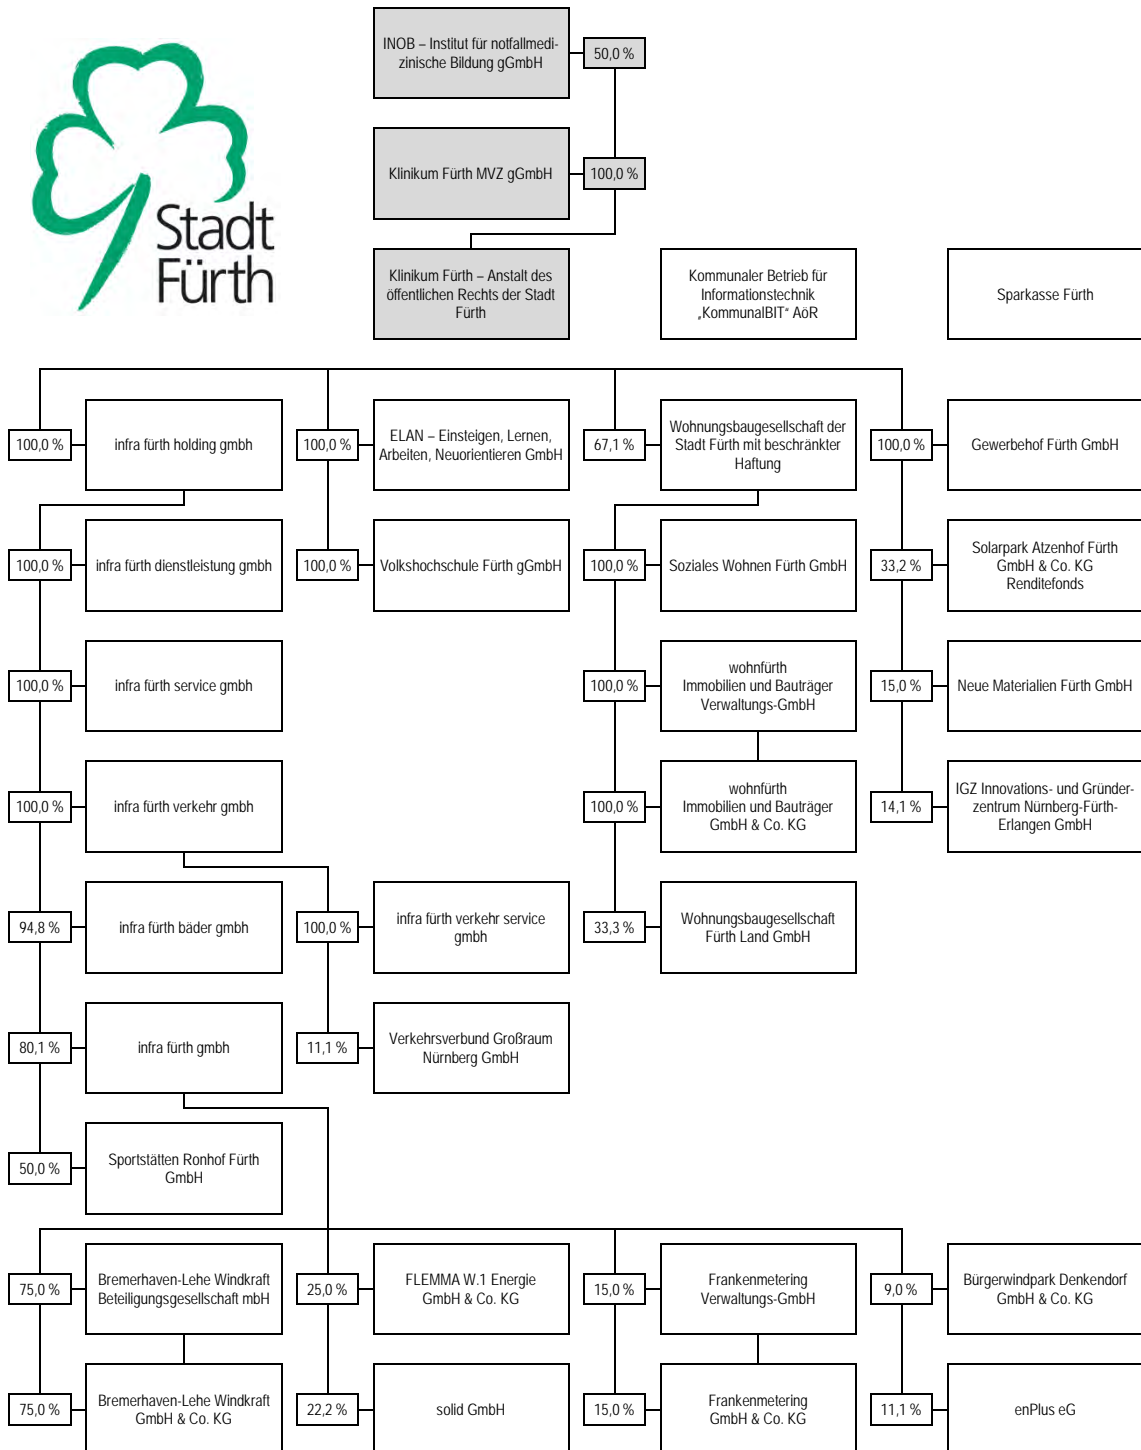 INOB – Institut für notfallmedi-
zinische Bildung gGmbH
50,0 %
Klinikum Fürth MVZ gGmbH
100,0 %
Stadt
Fürth
Klinikum Fürth – Anstalt des
öffentlichen Rechts der Stadt
Fürth
Kommunaler Betrieb für
Informationstechnik
„KommunalBIT“ AöR
Sparkasse Fürth
100,0 %
infra fürth holding gmbh
100,0 %
ELAN – Einsteigen, Lernen,
Arbeiten, Neuorientieren GmbH
67,1 %
Wohnungsbaugesellschaft der
Stadt Fürth mit beschränkter
Haftung
100,0 %
Gewerbehof Fürth GmbH
100,0 %
infra fürth dienstleistung gmbh
100,0 %
Volkshochschule Fürth gGmbH
100,0 %
Soziales Wohnen Fürth GmbH
33,2 %
Solarpark Atzenhof Fürth
GmbH & Co. KG
Renditefonds
100,0 %
infra fürth service gmbh
100,0 %
wohnfürth
Immobilien und Bauträger
Verwaltungs-GmbH
15,0 %
Neue Materialien Fürth GmbH
100,0 %
infra fürth verkehr gmbh
100,0 %
wohnfürth
Immobilien und Bauträger
GmbH & Co. KG
14,1 %
IGZ Innovations- und Gründer-
zentrum Nürnberg-Fürth-
Erlangen GmbH
94,8 %
infra fürth bäder gmbh
100,0 %
infra fürth verkehr service
gmbh
33,3 %
Wohnungsbaugesellschaft
Fürth Land GmbH
80,1 %
infra fürth gmbh
11,1 %
Verkehrsverbund Großraum
Nürnberg GmbH
50,0 %
Sportstätten Ronhof Fürth
GmbH
75,0 %
Bremerhaven-Lehe Windkraft
Beteiligungsgesellschaft mbH
25,0 %
FLEMMA W.1 Energie
GmbH & Co. KG
15,0 %
Frankenmetering
Verwaltungs-GmbH
9,0 %
Bürgerwindpark Denkendorf
GmbH & Co. KG
75,0 %
Bremerhaven-Lehe Windkraft
GmbH & Co. KG
22,2 %
solid GmbH
15,0 %
Frankenmetering
GmbH & Co. KG
11,1 %
enPlus eG